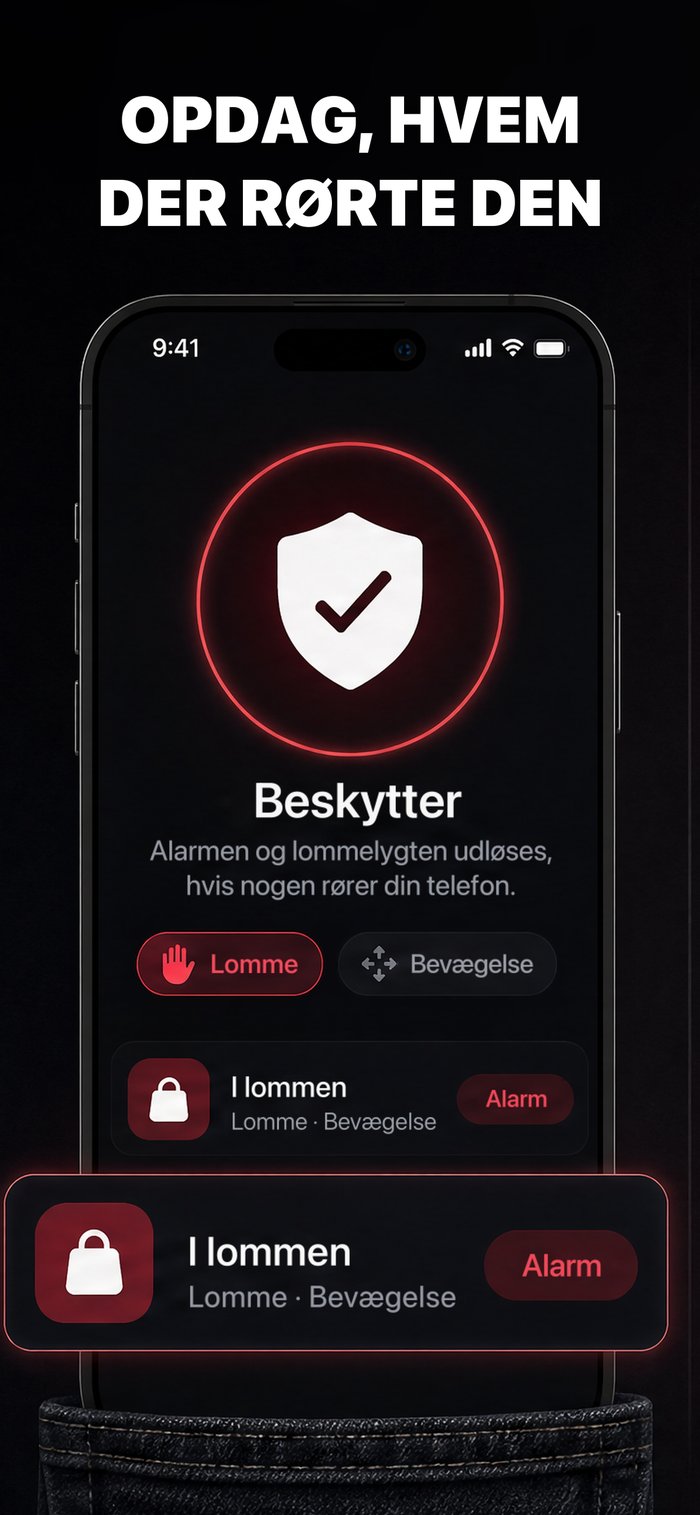 OPDAG, HVEM
DER RØRTE DEN
9:41
Beskytter
Alarmen og lommelygten udløses,
hvis nogen rører din telefon.
Lomme
Bevægelse
I lommen
Lomme · Bevægelse
Alarm
I lommen
Lomme · Bevægelse
Alarm